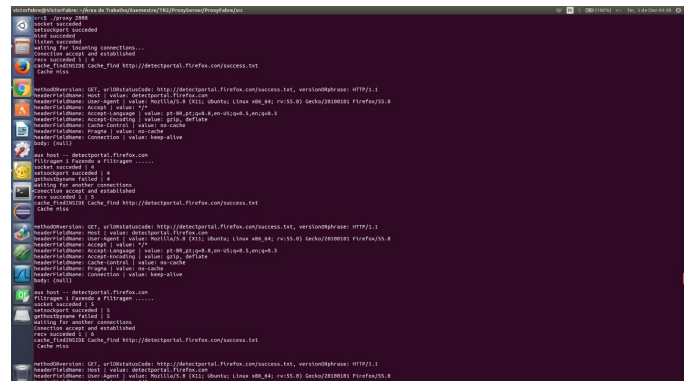 victorfabre@VictorFabre: ~/Área de Trabalho/6semestre/TR2/ProxyServer/ProxyFabre/src
(100%) Ter, 5 de Dez 04:46
src$ ./proxy 2000
socket succeded
setsockport succeded
bind succeded
listen succeded
waiting for incoming connections...
Conection accept and established
recv succeded 1 | 4
cache_findINSIDE Cache_find http://detectportal.firefox.com/success.txt
Cache miss
methodORversion: GET, urlORstatusCode: http://detectportal.firefox.com/success.txt, versionORphrase: HTTP/1.1
headerFieldName: Host | value: detectportal.firefox.com
headerFieldName: User-Agent | value: Mozilla/5.0 (X11; Ubuntu; Linux x86_64; rv:55.0) Gecko/20100101 Firefox/55.0
headerFieldName: Accept | value: */*
headerFieldName: Accept-Language | value: pt-BR,pt;q=0.8,en-US;q=0.5,en;q=0.3
headerFieldName: Accept-Encoding | value: gzip, deflate
headerFieldName: Cache-Control | value: no-cache
headerFieldName: Pragma | value: no-cache
headerFieldName: Connection | value: keep-alive
body: (null)
aux host -- detectportal.firefox.com
filtragem 1 Fazendo a filtragem ......
socket succeded | 4
setsockport succeded | 4
gethostbyname failed | 4
Waiting for another connections
Conection accept and established
recv succeded 1 | 5
cache_findINSIDE Cache_find http://detectportal.firefox.com/success.txt
Cache miss
methodORversion: GET, urlORstatusCode: http://detectportal.firefox.com/success.txt, versionORphrase: HTTP/1.1
headerFieldName: Host | value: detectportal.firefox.com
headerFieldName: User-Agent | value: Mozilla/5.0 (X11; Ubuntu; Linux x86_64; rv:55.0) Gecko/20100101 Firefox/55.0
headerFieldName: Accept | value: */*
headerFieldName: Accept-Language | value: pt-BR,pt;q=0.8,en-US;q=0.5,en;q=0.3
headerFieldName: Accept-Encoding | value: gzip, deflate
headerFieldName: Cache-Control | value: no-cache
headerFieldName: Pragma | value: no-cache
headerFieldName: Connection | value: keep-alive
body: (null)
aux host -- detectportal.firefox.com
filtragem 1 Fazendo a filtragem ......
socket succeded | 5
setsockport succeded | 5
gethostbyname failed | 5
Waiting for another connections
Conection accept and established
recv succeded 1 | 6
cache_findINSIDE Cache_find http://detectportal.firefox.com/success.txt
Cache miss
methodORversion: GET, urlORstatusCode: http://detectportal.firefox.com/success.txt, versionORphrase: HTTP/1.1
headerFieldName: Host | value: detectportal.firefox.com
headerFieldName: User-Agent | value: Mozilla/5.0 (X11; Ubuntu; Linux x86_64; rv:55.0) Gecko/20100101 Firefox/55.0